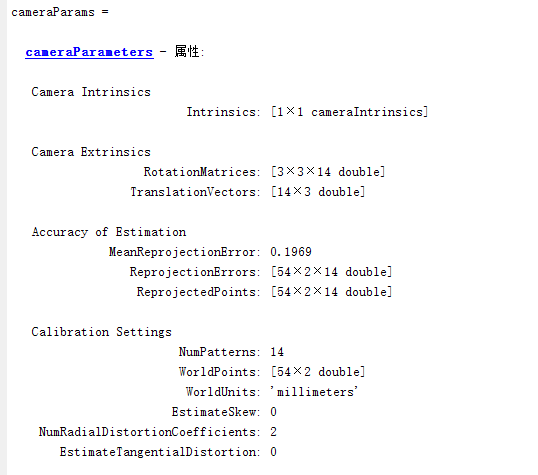 cameraParams =
cameraParameters - 属性:
Camera Intrinsics
Intrinsics: [1×1 cameraIntrinsics]
Camera Extrinsics
RotationMatrices: [3×3×14 double]
TranslationVectors: [14×3 double]
Accuracy of Estimation
MeanReprojectionError: 0.1969
ReprojectionErrors: [54×2×14 double]
ReprojectedPoints: [54×2×14 double]
Calibration Settings
NumPatterns: 14
WorldPoints: [54×2 double]
WorldUnits: 'millimeters'
EstimateSkew: 0
NumRadialDistortionCoefficients: 2
EstimateTangentialDistortion: 0